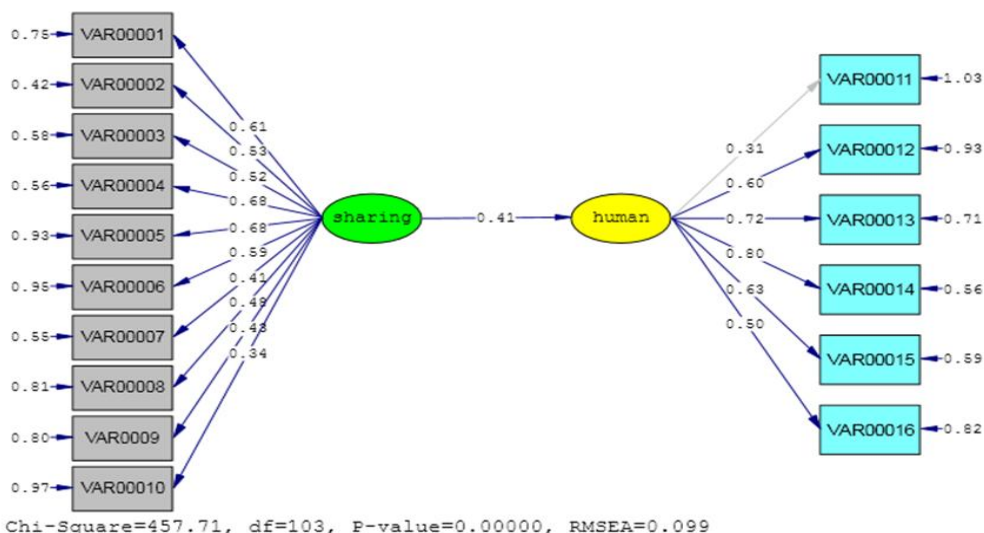 0.75 VAR00001
0.42 VAR00002
0.58 VAR00003
0.56 VAR00004
0.93 VAR00005
0.95 VAR00006
0.55 VAR00007
0.81 VAR00008
0.80 VAR0009
0.97 VAR00010
0.61
0.53
0.52
0.68
0.68
0.59
0.41
0.49
0.43
0.34
sharing
0.41
human
0.31
0.60
0.72
0.80
0.63
0.50
VAR00011 1.03
VAR00012 0.93
VAR00013 0.71
VAR00014 0.56
VAR00015 0.59
VAR00016 0.82
Chi-Square=457.71, df=103, P-value=0.00000, RMSEA=0.099